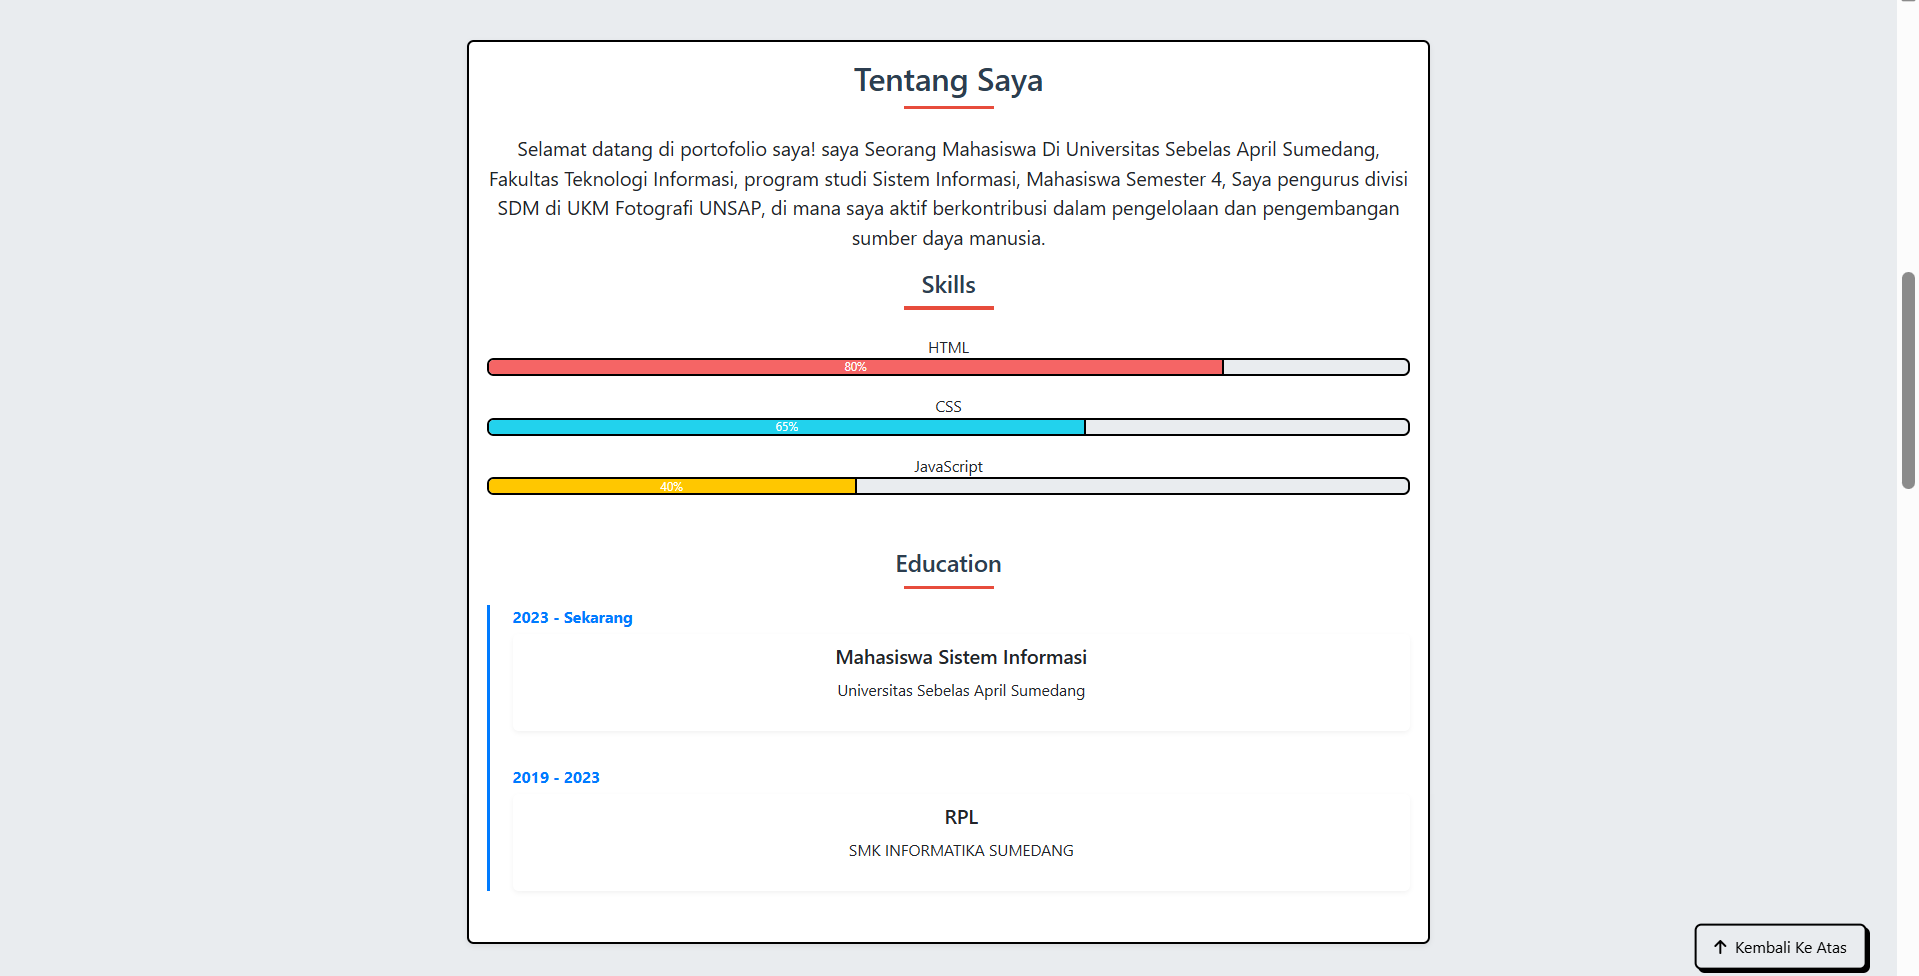 Tentang Saya
Selamat datang di portofolio saya! saya Seorang Mahasiswa Di Universitas Sebelas April Sumedang,
Fakultas Teknologi Informasi, program studi Sistem Informasi, Mahasiswa Semester 4, Saya pengurus divisi
SDM di UKM Fotografi UNSAP, di mana saya aktif berkontribusi dalam pengelolaan dan pengembangan
sumber daya manusia.
Skills
HTML
80%
CSS
65%
JavaScript
40%
Education
2023 - Sekarang
Mahasiswa Sistem Informasi
Universitas Sebelas April Sumedang
2019 - 2023
RPL
SMK INFORMATIKA SUMEDANG
Kembali Ke Atas